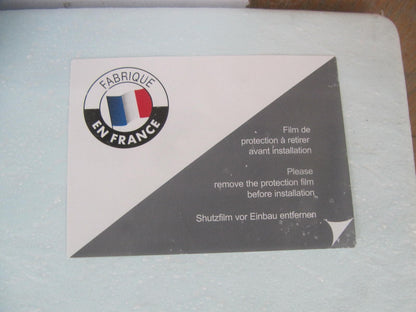 FABRIQUE
EN FRANCE
Film de
protection à retirer
avant installation
Please
remove the protection film
before installation
Shutzfilm vor Einbau entfernen